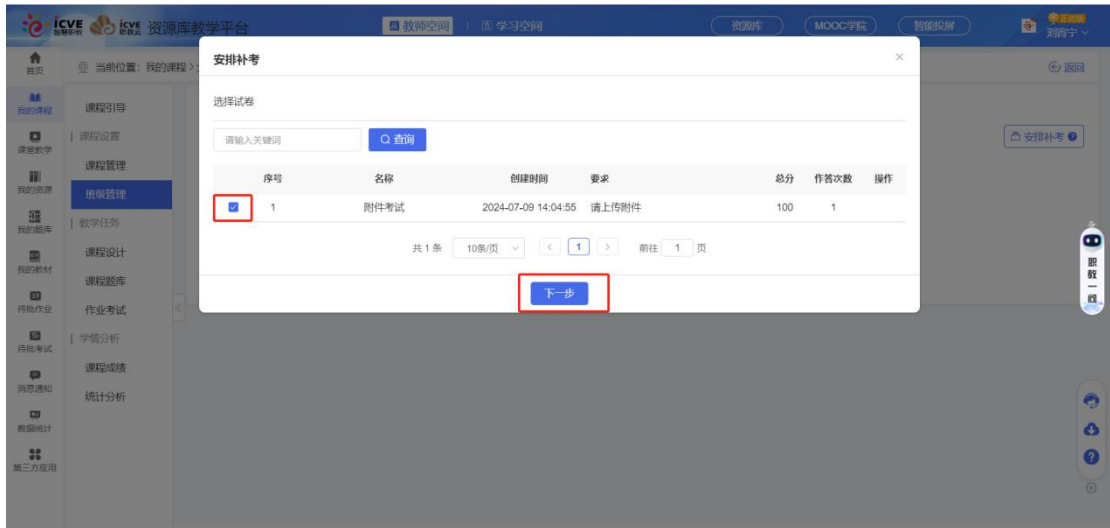 icve 智慧职教 icve 职教云 资源库教学平台 教师空间 | 学习空间 资源库 MOOC学院 智能投屏 正式版
首页 当前位置：我的课程> 返回
安排补考 ×
选择试卷
请输入关键词 查询
序号 名称 创建时间 要求 总分 作答次数 操作
1 附件考试 2024-07-09 14:04:55 请上传附件 100 1
共 1 条 10条/页 < 1 > 前往 1 页
下一步
安排补考
我的课程
课堂教学
我的资源
我的题库
我的教材
待批作业
待批考试
消息通知
数据统计
第三方应用
课程引导
| 课程设置
课程管理
班级管理
| 教学任务
课程设计
课程题库
作业考试
| 学情分析
课程成绩
统计分析
职教一问